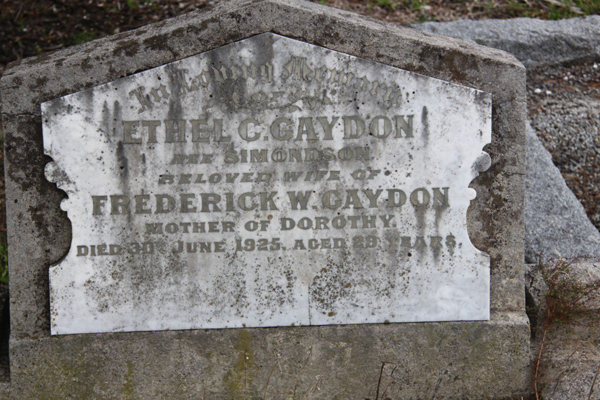 In Loving Memory
OF
ETHEL C. GAYDON
NEE SIMONDSON
BELOVED WIFE OF
FREDERICK W. GAYDON
MOTHER OF DOROTHY.
DIED 30TH JUNE 1925. AGED 29 YEARS.